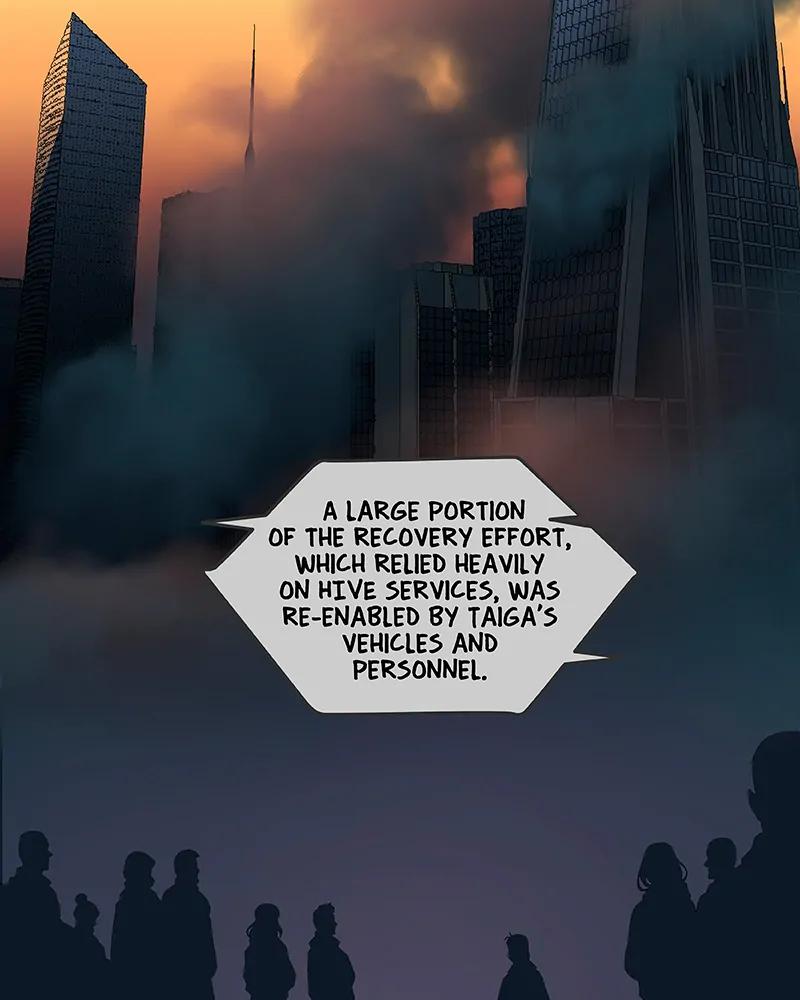 A LARGE PORTION
OF THE RECOVERY EFFORT,
WHICH RELIED HEAVILY
ON HIVE SERVICES, WAS
RE-ENABLED BY TAIGA'S
VEHICLES AND
PERSONNEL.